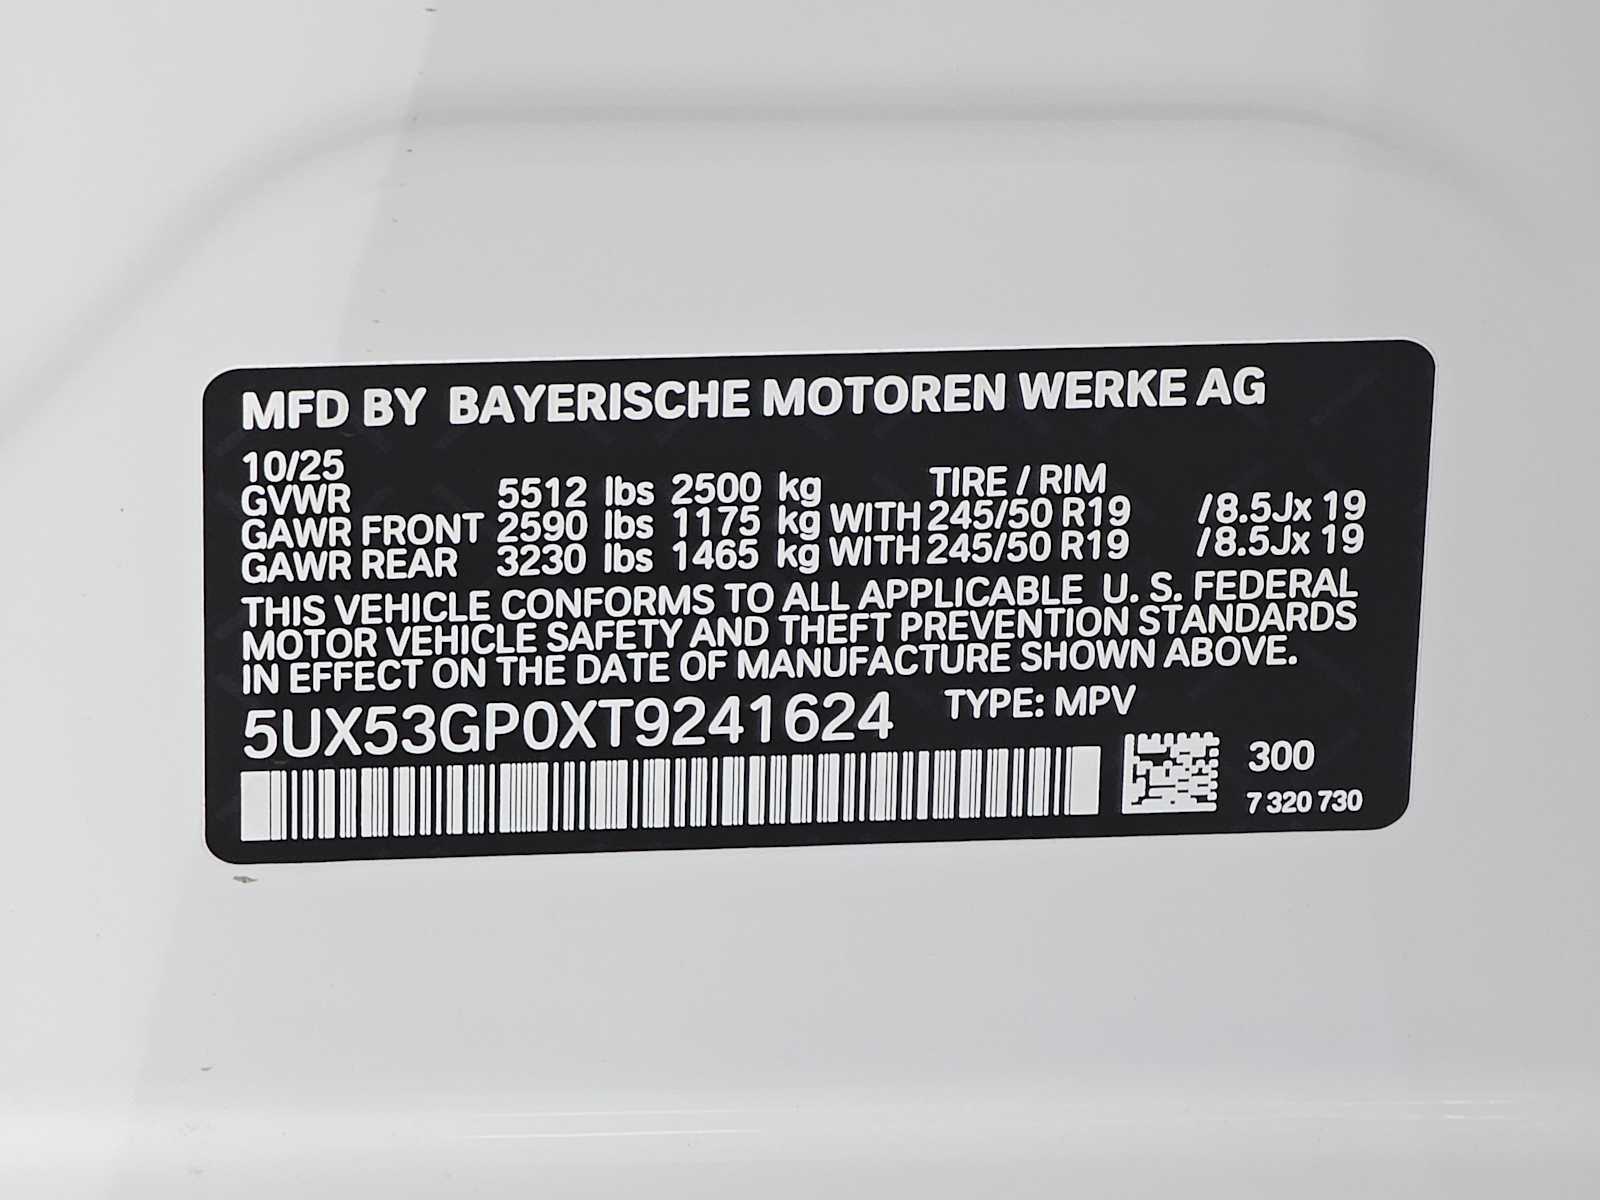 MFD BY BAYERISCHE MOTOREN WERKE AG
10/25
GVWR 5512 lbs 2500 kg TIRE / RIM
GAWR FRONT 2590 lbs 1175 kg WITH 245/50 R19 /8.5Jx 19
GAWR REAR 3230 lbs 1465 kg WITH 245/50 R19 /8.5Jx 19
THIS VEHICLE CONFORMS TO ALL APPLICABLE U. S. FEDERAL
MOTOR VEHICLE SAFETY AND THEFT PREVENTION STANDARDS
IN EFFECT ON THE DATE OF MANUFACTURE SHOWN ABOVE.
5UX53GP0XT9241624 TYPE: MPV
300
7 320 730